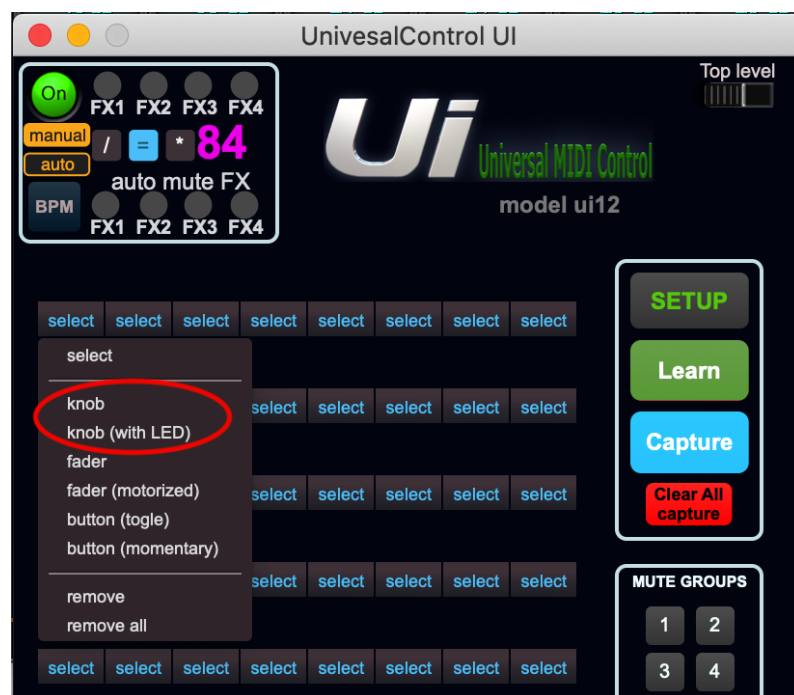 UnivesalControl UI
Top level
On
FX1 FX2 FX3 FX4
manual / = * 84
auto
auto mute FX
BPM
FX1 FX2 FX3 FX4
Ui Universal MIDI Control
model ui12
select select select select select select select select
select
knob
knob (with LED)
fader
fader (motorized)
button (togle)
button (momentary)
remove
remove all
select select select select select
select select select select select
select select select select select
select select select select select select select select
SETUP
Learn
Capture
Clear All
capture
MUTE GROUPS
1 2
3 4